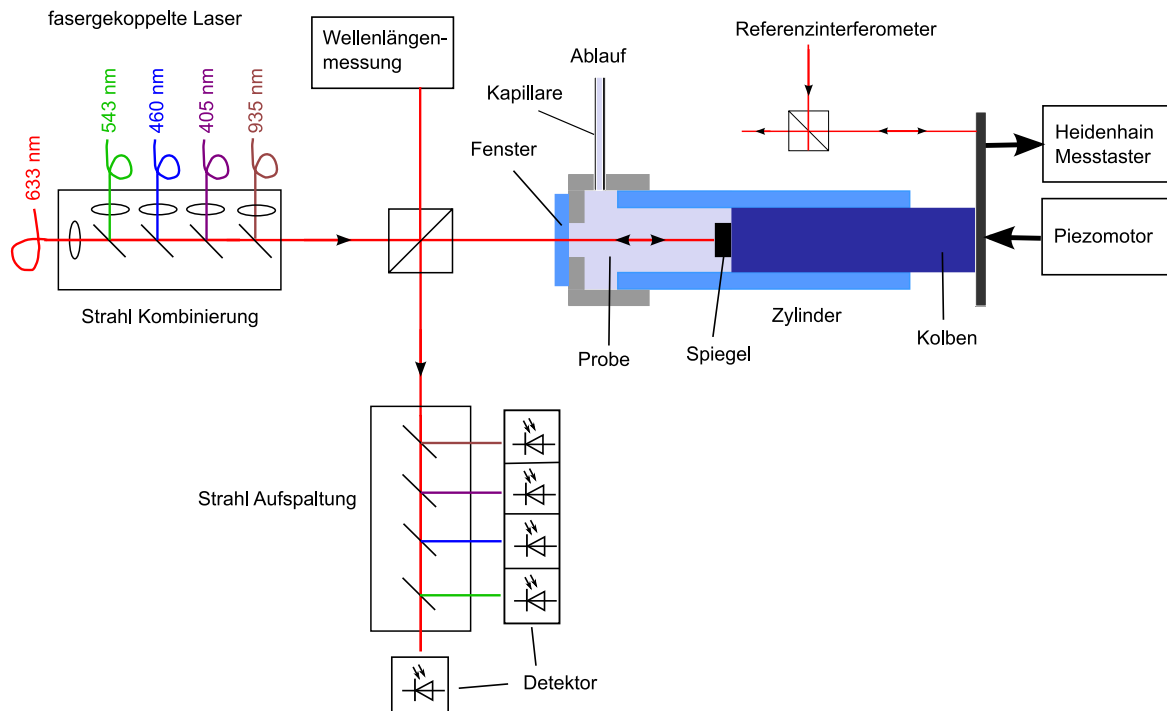 fasergekoppelte Laser
633 nm
543 nm
460 nm
405 nm
935 nm
Strahl Kombinierung
Wellenlängen-
messung
Ablauf
Kapillare
Fenster
Referenzinterferometer
Heidenhain
Messtaster
Piezomotor
Probe
Spiegel
Zylinder
Kolben
Strahl Aufspaltung
Detektor